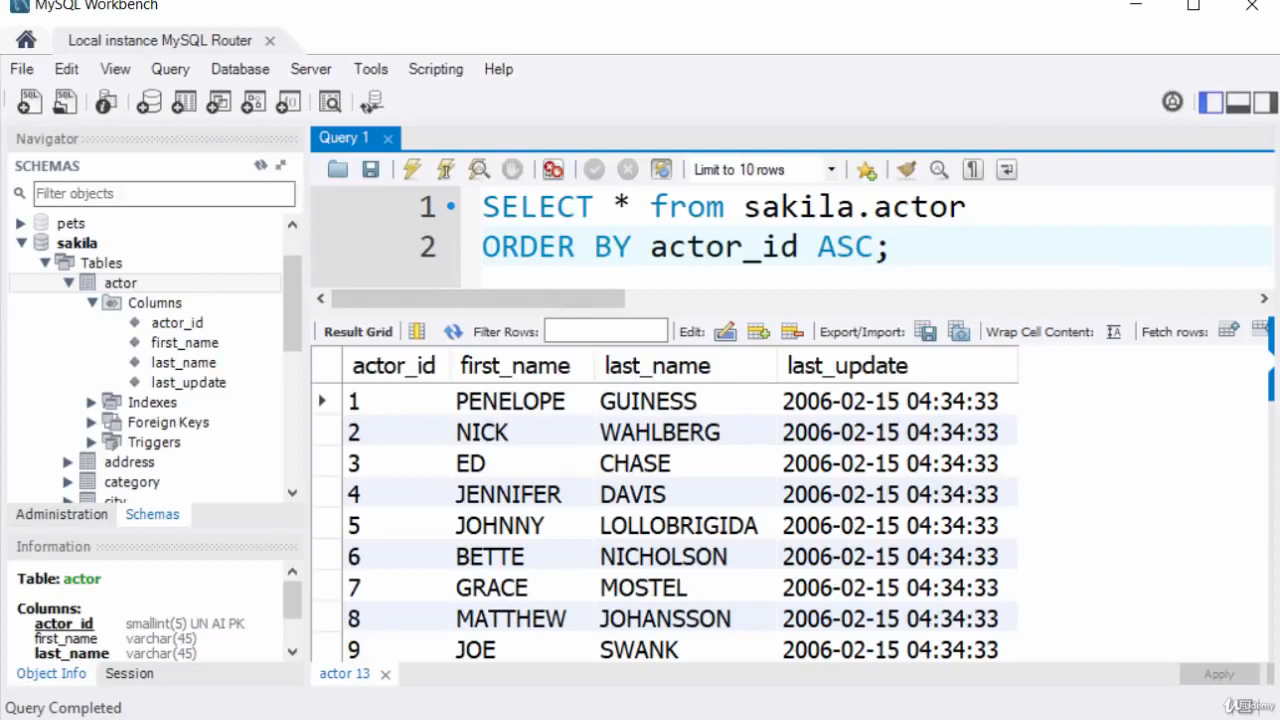 MySQL Workbench
Local instance MySQL Router
File Edit View Query Database Server Tools Scripting Help
Navigator
SCHEMAS
Filter objects
pets
sakila
Tables
actor
Columns
actor_id
first_name
last_name
last_update
Indexes
Foreign Keys
Triggers
address
category
city
Administration Schemas
Information
Table: actor
Columns:
actor_id smallint(5) UN AI PK
first_name varchar(45)
last_name varchar(45)
Object Info Session
Query Completed
Query 1
Limit to 10 rows
1 SELECT * from sakila.actor
2 ORDER BY actor_id ASC;
Result Grid Filter Rows: Edit: Export/Import: Wrap Cell Content: Fetch rows:
actor_id first_name last_name last_update
1 PENELOPE GUINESS 2006-02-15 04:34:33
2 NICK WAHLBERG 2006-02-15 04:34:33
3 ED CHASE 2006-02-15 04:34:33
4 JENNIFER DAVIS 2006-02-15 04:34:33
5 JOHNNY LOLLOBRIGIDA 2006-02-15 04:34:33
6 BETTE NICHOLSON 2006-02-15 04:34:33
7 GRACE MOSTEL 2006-02-15 04:34:33
8 MATTHEW JOHANSSON 2006-02-15 04:34:33
9 JOE SWANK 2006-02-15 04:34:33
actor 13
Apply